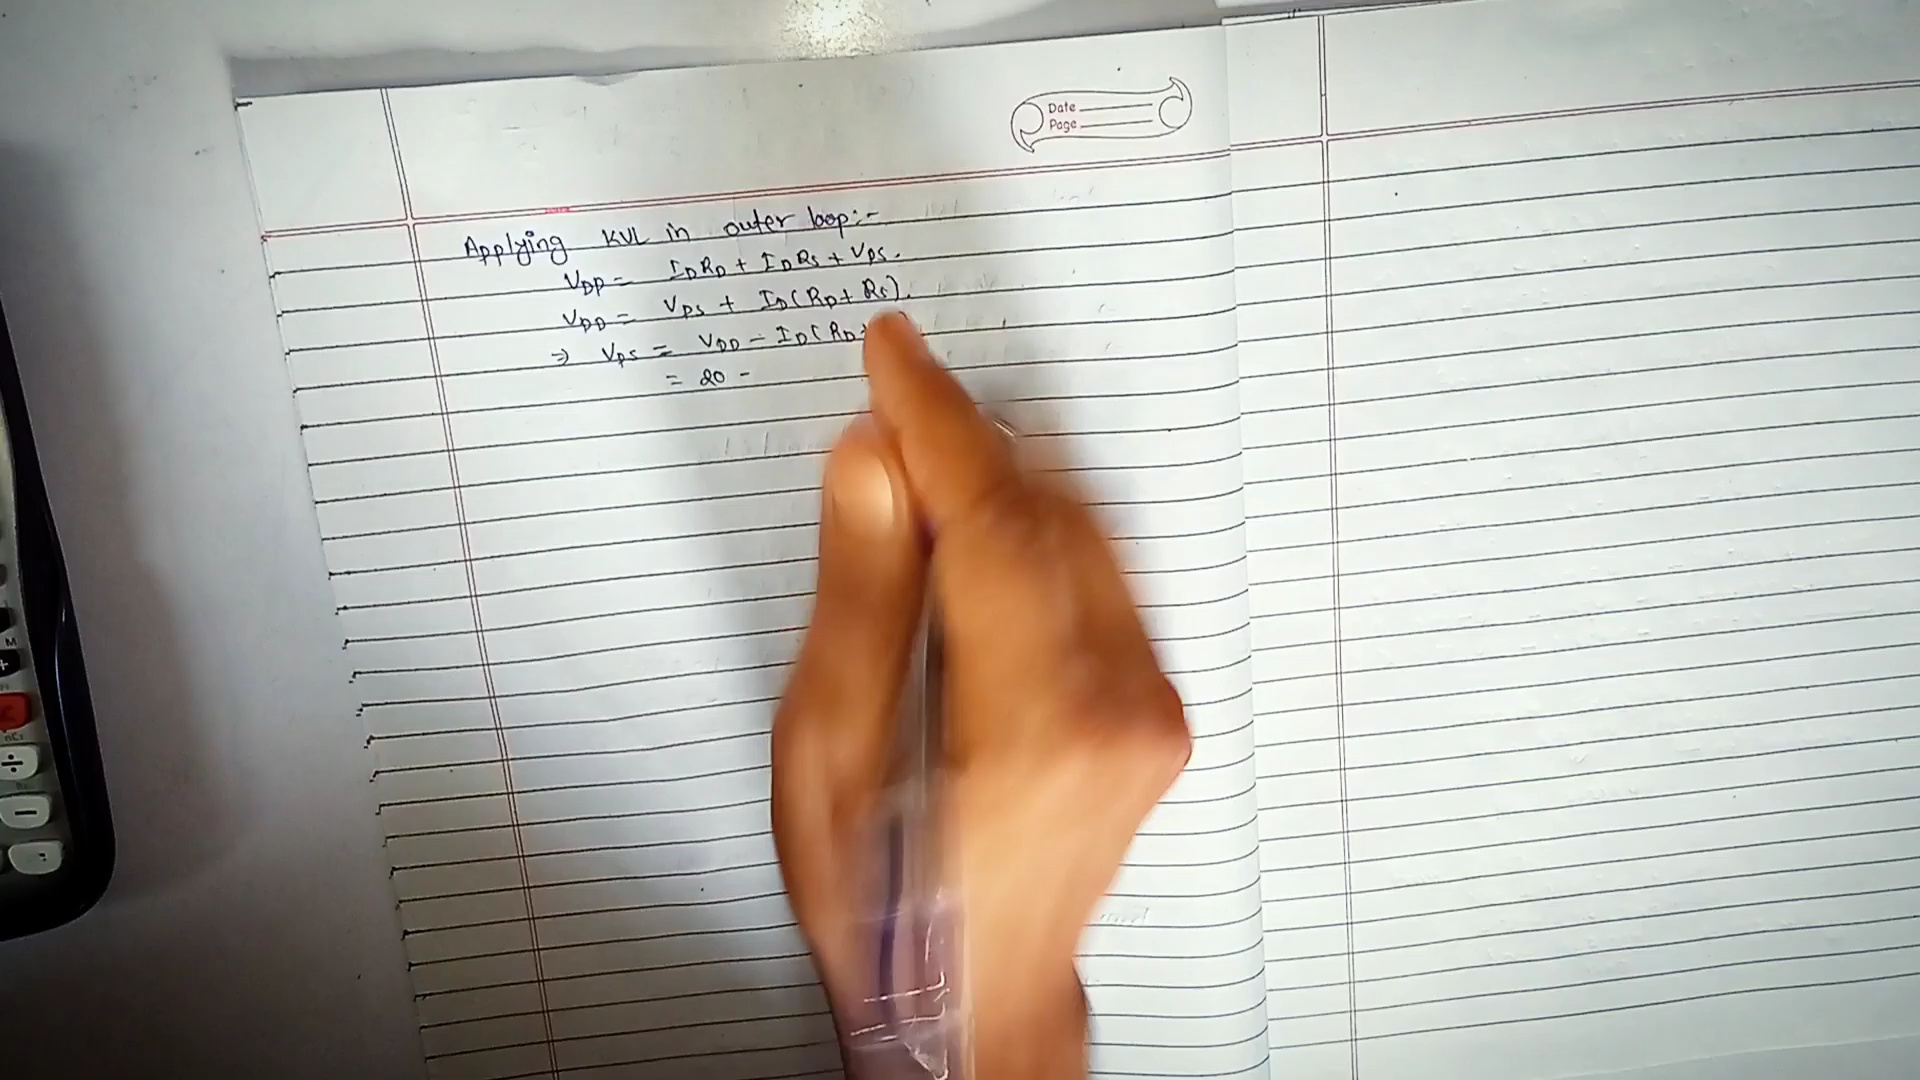 Date
Page
Applying KVL in outer loop:-
VDD = IDRD + IDRS + VDS.
VDD = VDS + ID(RD + RS).
⇒ VDS = VDD - ID(RD +
= 20 -
M
+
nCr
÷
-